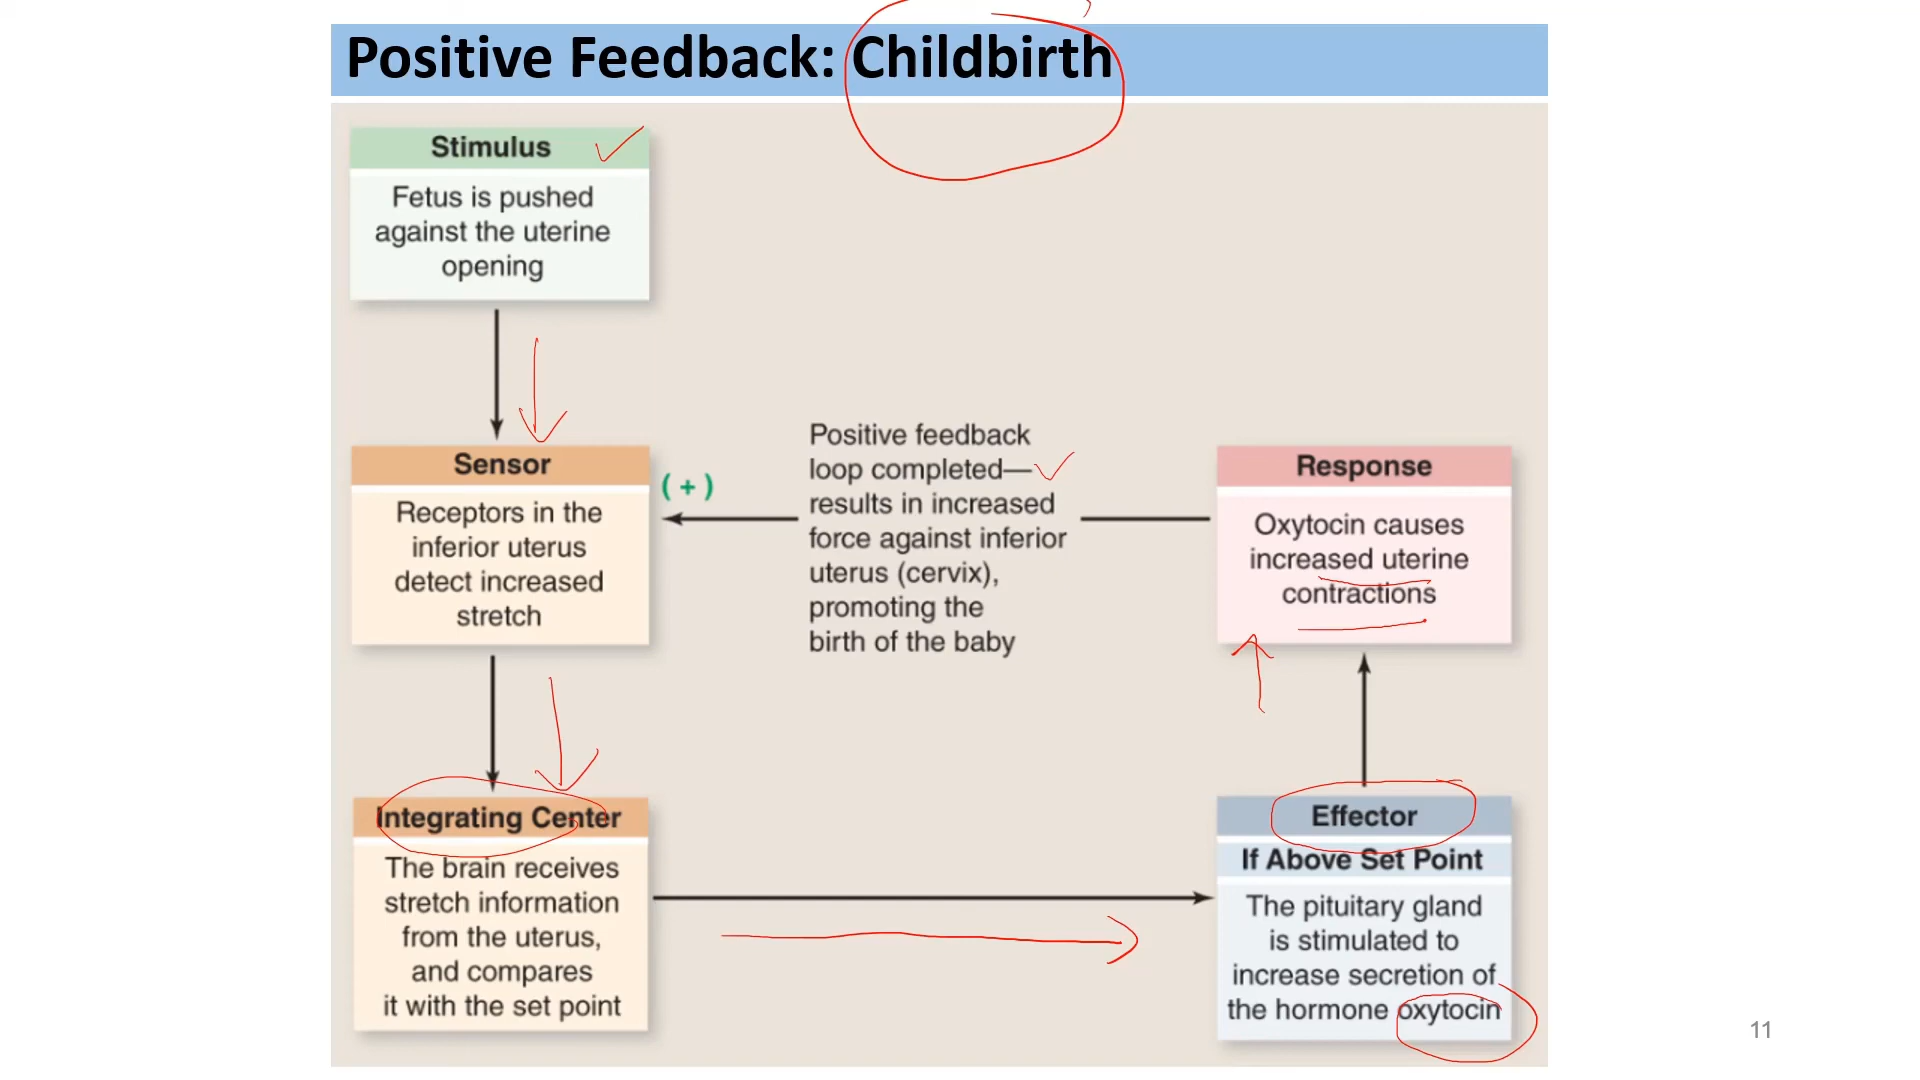 Positive Feedback: Childbirth
Stimulus
Fetus is pushed
against the uterine
opening
Sensor
Receptors in the
inferior uterus
detect increased
stretch
Integrating Center
The brain receives
stretch information
from the uterus,
and compares
it with the set point
( + )
Positive feedback
loop completed—
results in increased
force against inferior
uterus (cervix),
promoting the
birth of the baby
Response
Oxytocin causes
increased uterine
contractions
Effector
If Above Set Point
The pituitary gland
is stimulated to
increase secretion of
the hormone oxytocin
11